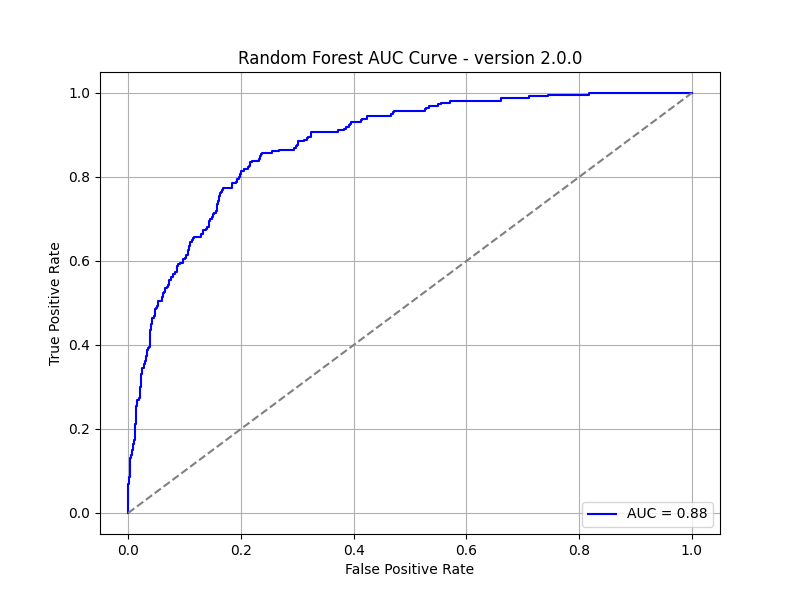 Random Forest AUC Curve - version 2.0.0
True Positive Rate
1.0
0.8
0.6
0.4
0.2
0.0
AUC = 0.88
0.0 0.2 0.4 0.6 0.8 1.0
False Positive Rate